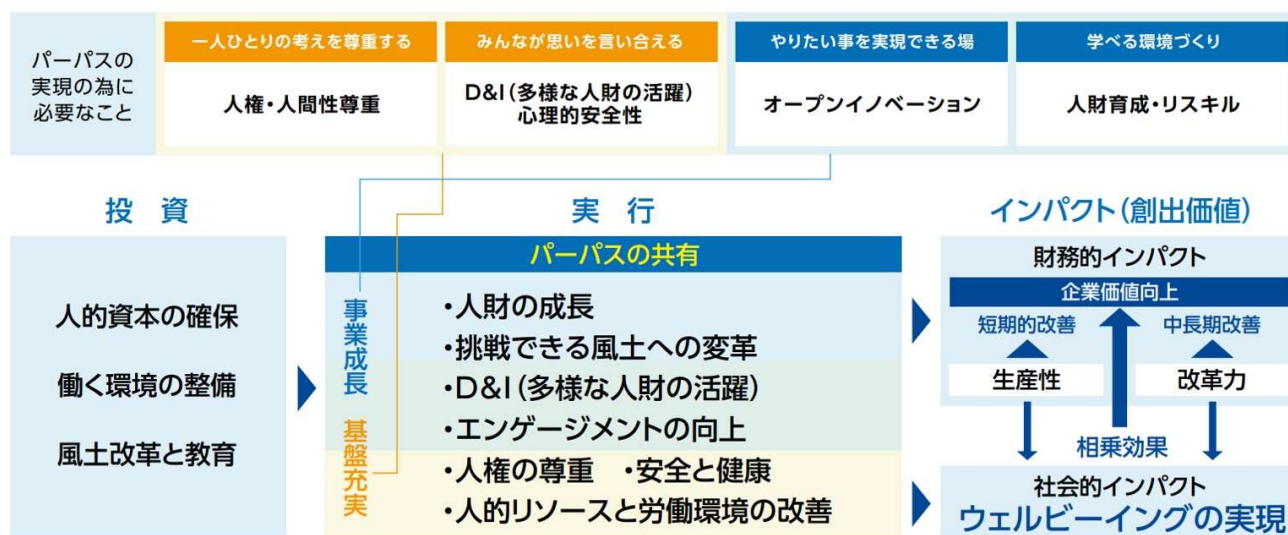 パーパスの
実現の為に
必要なこと
一人ひとりの考えを尊重する
人権・人間性尊重
みんなが思いを言い合える
D&I（多様な人財の活躍）
心理的安全性
やりたい事を実現できる場
オープンイノベーション
学べる環境づくり
人財育成・リスキル
投　資
人的資本の確保
働く環境の整備
風土改革と教育
実　行
パーパスの共有
事業成長
基盤充実
・人財の成長
・挑戦できる風土への変革
・D&I（多様な人財の活躍）
・エンゲージメントの向上
・人権の尊重　・安全と健康
・人的リソースと労働環境の改善
インパクト（創出価値）
財務的インパクト
企業価値向上
短期的改善　中長期改善
生産性　改革力
相乗効果
社会的インパクト
ウェルビーイングの実現